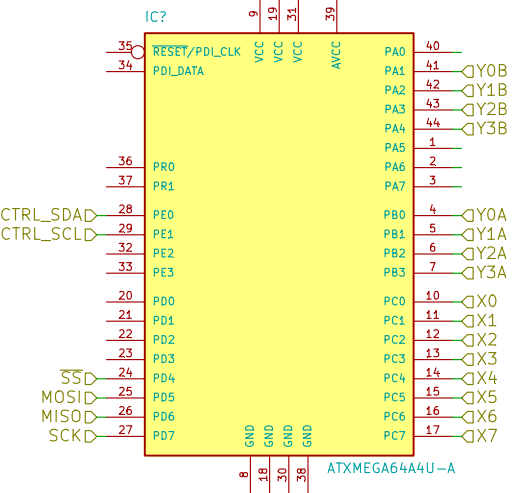 IC?
9 19 31 39
VCC VCC VCC AVCC
35 RESET/PDI_CLK PA0 40
34 PDI_DATA PA1 41 Y0B
PA2 42 Y1B
PA3 43 Y2B
PA4 44 Y3B
PA5 1
36 PR0 PA6 2
37 PR1 PA7 3
CTRL_SDA 28 PE0 PB0 4 Y0A
CTRL_SCL 29 PE1 PB1 5 Y1A
32 PE2 PB2 6 Y2A
33 PE3 PB3 7 Y3A
20 PD0 PC0 10 X0
21 PD1 PC1 11 X1
22 PD2 PC2 12 X2
23 PD3 PC3 13 X3
SS 24 PD4 PC4 14 X4
MOSI 25 PD5 PC5 15 X5
MISO 26 PD6 PC6 16 X6
SCK 27 PD7 PC7 17 X7
GND GND GND GND
8 18 30 38
ATXMEGA64A4U-A